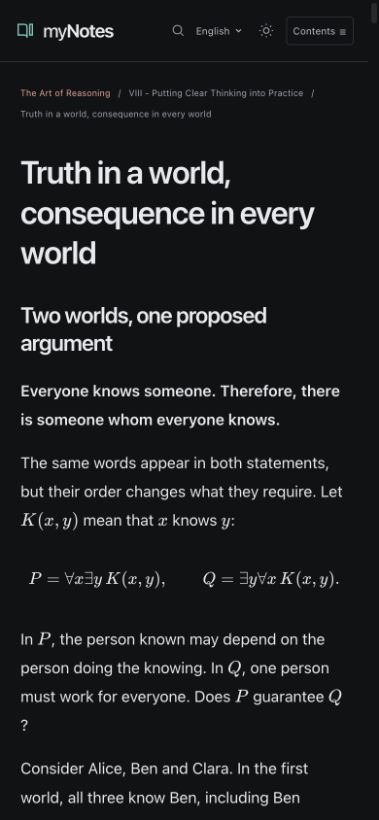 myNotes
English
Contents
The Art of Reasoning / VIII - Putting Clear Thinking into Practice /
Truth in a world, consequence in every world
Truth in a world,
consequence in every
world
Two worlds, one proposed
argument
Everyone knows someone. Therefore, there
is someone whom everyone knows.
The same words appear in both statements,
but their order changes what they require. Let
K(x, y) mean that x knows y:
P = ∀x∃y K(x, y), Q = ∃y∀x K(x, y).
In P, the person known may depend on the
person doing the knowing. In Q, one person
must work for everyone. Does P guarantee Q
?
Consider Alice, Ben and Clara. In the first
world, all three know Ben, including Ben